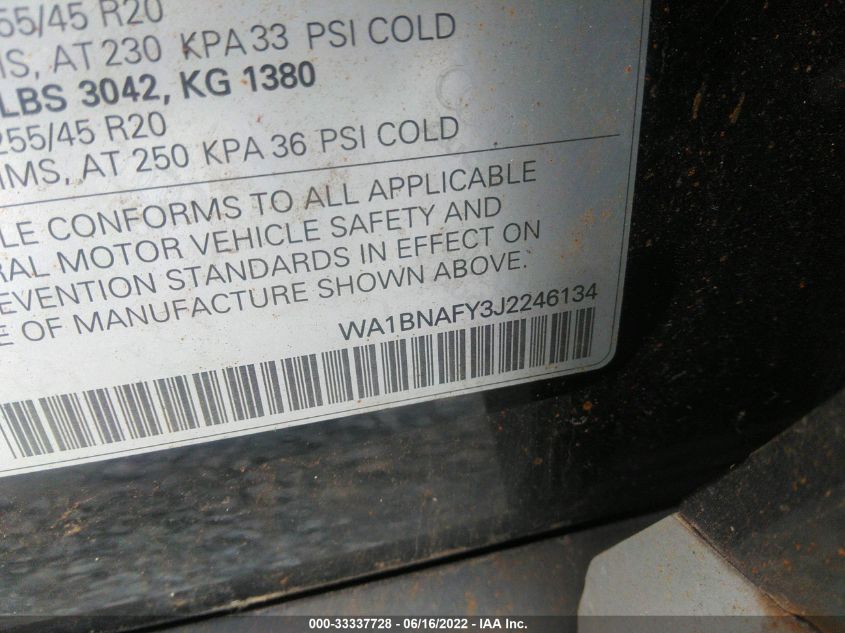 55/45 R20
MS, AT 230 KPA 33 PSI COLD
LBS 3042, KG 1380
255/45 R20
IMS, AT 250 KPA 36 PSI COLD
LE CONFORMS TO ALL APPLICABLE
RAL MOTOR VEHICLE SAFETY AND
EVENTION STANDARDS IN EFFECT ON
E OF MANUFACTURE SHOWN ABOVE.
WA1BNAFY3J2246134
000-33337728 - 06/16/2022 - IAA Inc.